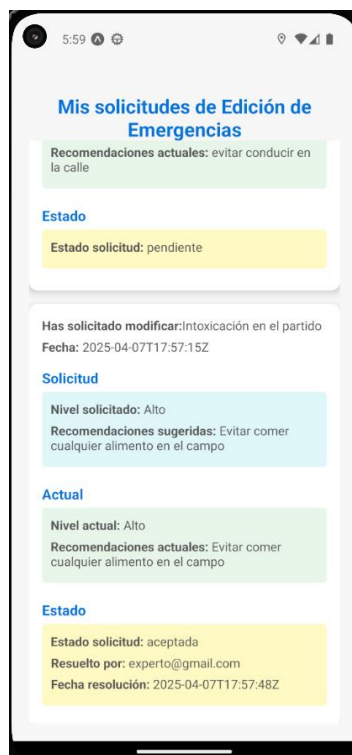 5:59
Mis solicitudes de Edición de
Emergencias
Recomendaciones actuales: evitar conducir en
la calle
Estado
Estado solicitud: pendiente
Has solicitado modificar:Intoxicación en el partido
Fecha: 2025-04-07T17:57:15Z
Solicitud
Nivel solicitado: Alto
Recomendaciones sugeridas: Evitar comer
cualquier alimento en el campo
Actual
Nivel actual: Alto
Recomendaciones actuales: Evitar comer
cualquier alimento en el campo
Estado
Estado solicitud: aceptada
Resuelto por: experto@gmail.com
Fecha resolución: 2025-04-07T17:57:48Z